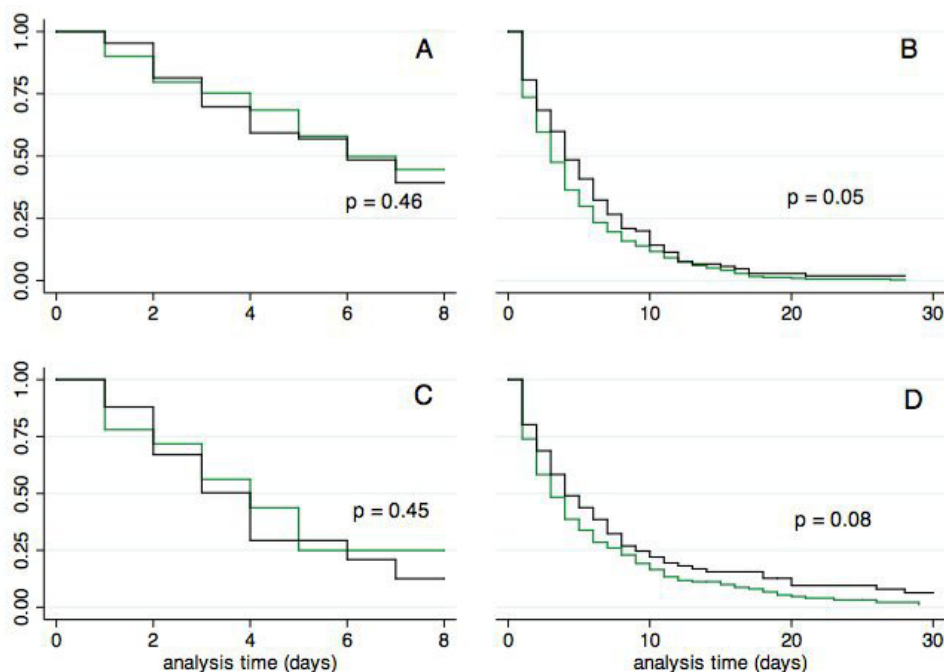 1.00
0.75
0.50
0.25
0.00
A
p = 0.46
0 2 4 6 8
B
p = 0.05
0 10 20 30
1.00
0.75
0.50
0.25
0.00
C
p = 0.45
0 2 4 6 8
analysis time (days)
D
p = 0.08
0 10 20 30
analysis time (days)